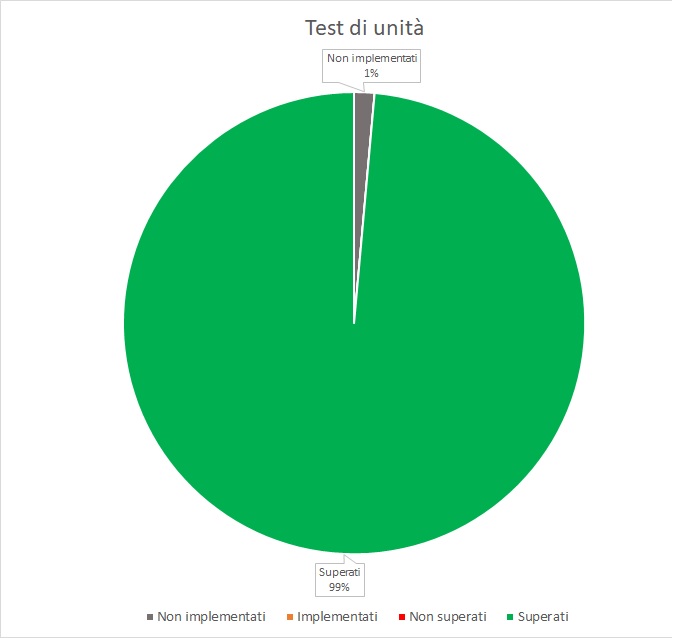 Test di unità
Non implementati
1%
Superati
99%
Non implementati
Implementati
Non superati
Superati